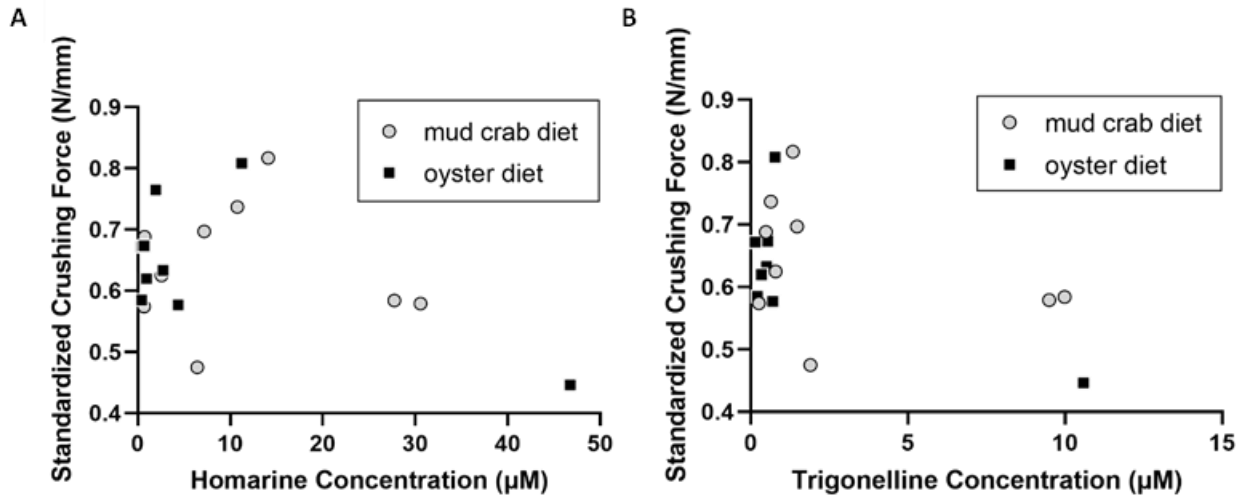 A
Standardized Crushing Force (N/mm)
0.9
0.8
0.7
0.6
0.5
0.4
0
10
20
30
40
50
Homarine Concentration (µM)
mud crab diet
oyster diet
B
Standardized Crushing Force (N/mm)
0.9
0.8
0.7
0.6
0.5
0.4
0
5
10
15
Trigonelline Concentration (µM)
mud crab diet
oyster diet